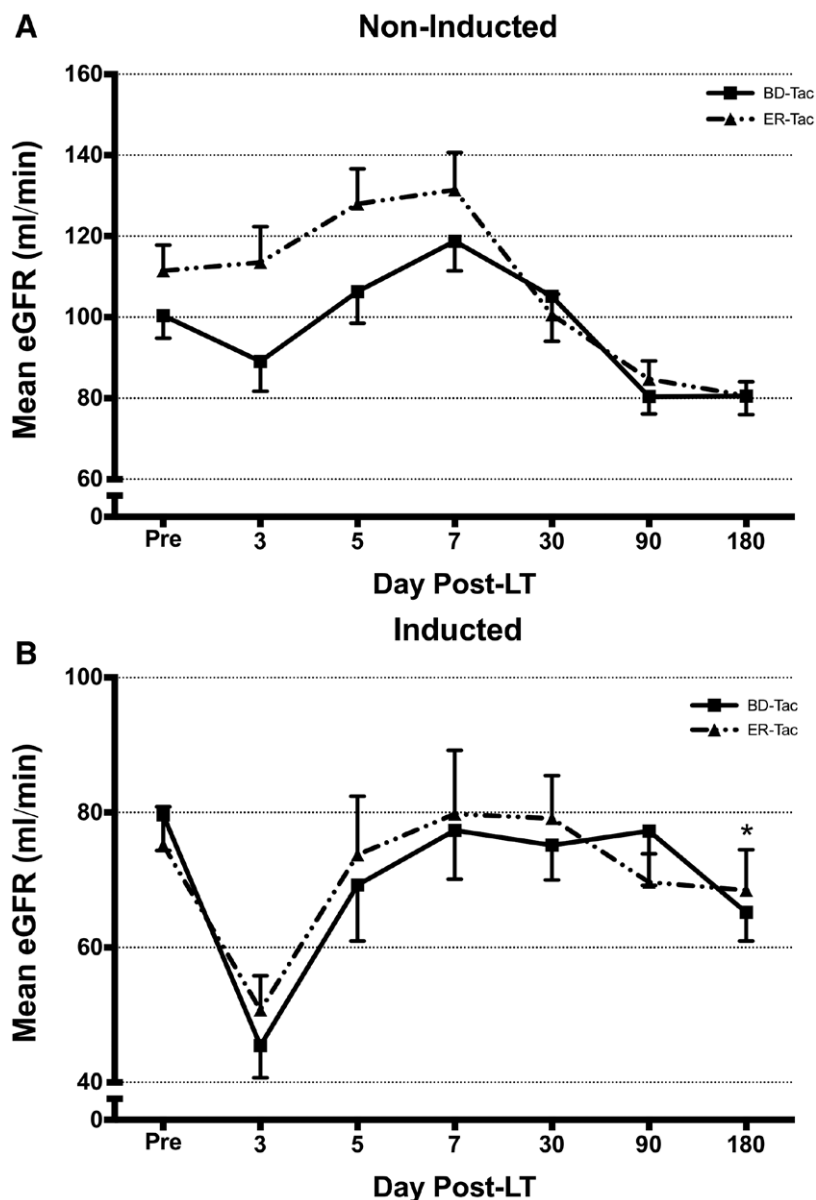 A
Non-Inducted
160
140
120
100
80
60
0
Mean eGFR (ml/min)
BD-Tac
ER-Tac
Pre 3 5 7 30 90 180
Day Post-LT
B
Inducted
100
80
60
40
0
Mean eGFR (ml/min)
BD-Tac
ER-Tac
*
Pre 3 5 7 30 90 180
Day Post-LT